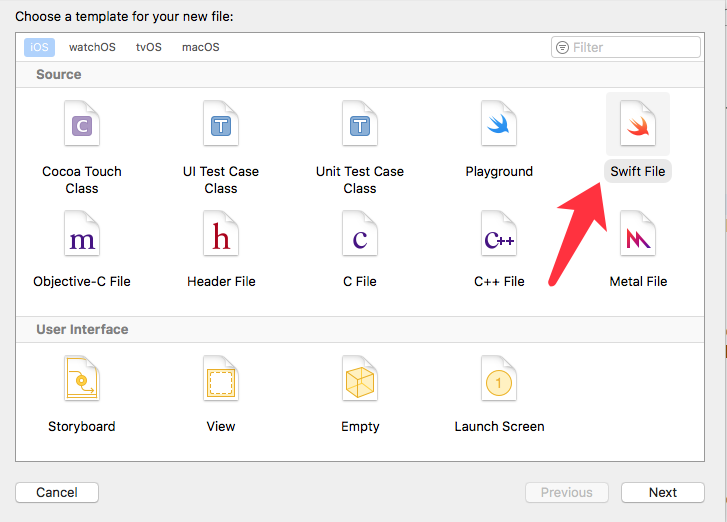 Choose a template for your new file:
iOS watchOS tvOS macOS Filter
Source
C T T
Cocoa Touch Class
UI Test Case Class
Unit Test Case Class
Playground
Swift File
m h c c++
Objective-C File
Header File
C File
C++ File
Metal File
User Interface
1
Storyboard
View
Empty
Launch Screen
Cancel Previous Next